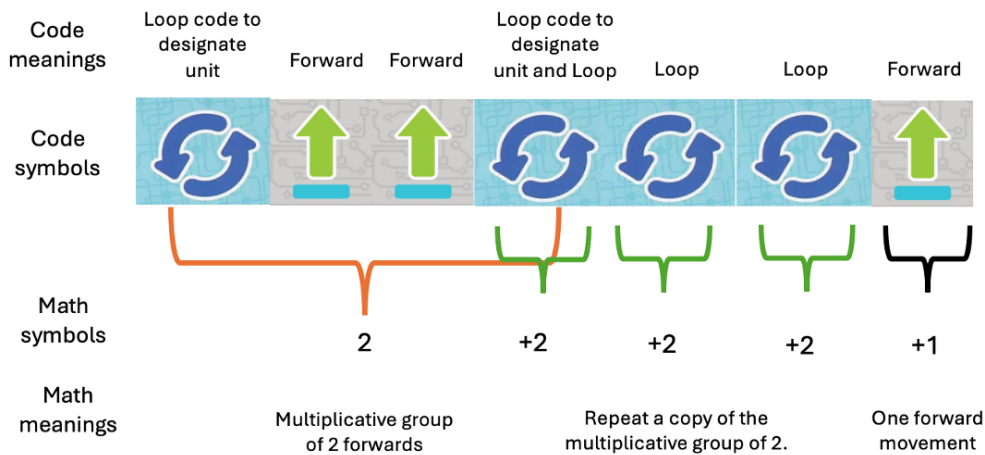 Code
meanings
Loop code to
designate
unit
Forward
Forward
Loop code to
designate
unit and Loop
Loop
Loop
Forward
Code
symbols
Math
symbols
2
+2
+2
+2
+1
Math
meanings
Multiplicative group
of 2 forwards
Repeat a copy of the
multiplicative group of 2.
One forward
movement